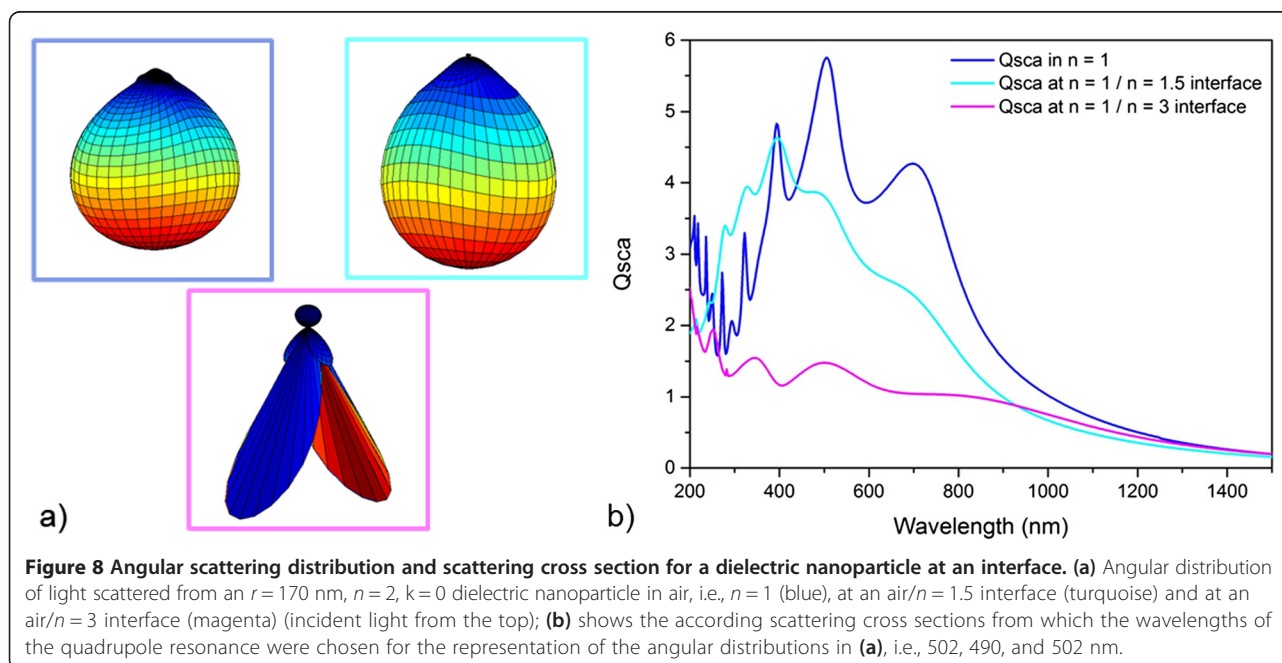 a)
b)
6
5
4
3
2
1
0
Qsca
Qsca in n = 1
Qsca at n = 1 / n = 1.5 interface
Qsca at n = 1 / n = 3 interface
200 400 600 800 1000 1200 1400
Wavelength (nm)
Figure 8 Angular scattering distribution and scattering cross section for a dielectric nanoparticle at an interface. (a) Angular distribution
of light scattered from an r = 170 nm, n = 2, k = 0 dielectric nanoparticle in air, i.e., n = 1 (blue), at an air/n = 1.5 interface (turquoise) and at an
air/n = 3 interface (magenta) (incident light from the top); (b) shows the according scattering cross sections from which the wavelengths of
the quadrupole resonance were chosen for the representation of the angular distributions in (a), i.e., 502, 490, and 502 nm.